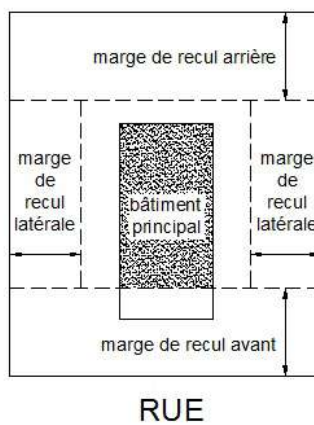 marge de recul arrière
marge
de
recul
latérale
bâtiment
principal
marge
de
recul
latérale
marge de recul avant
RUE